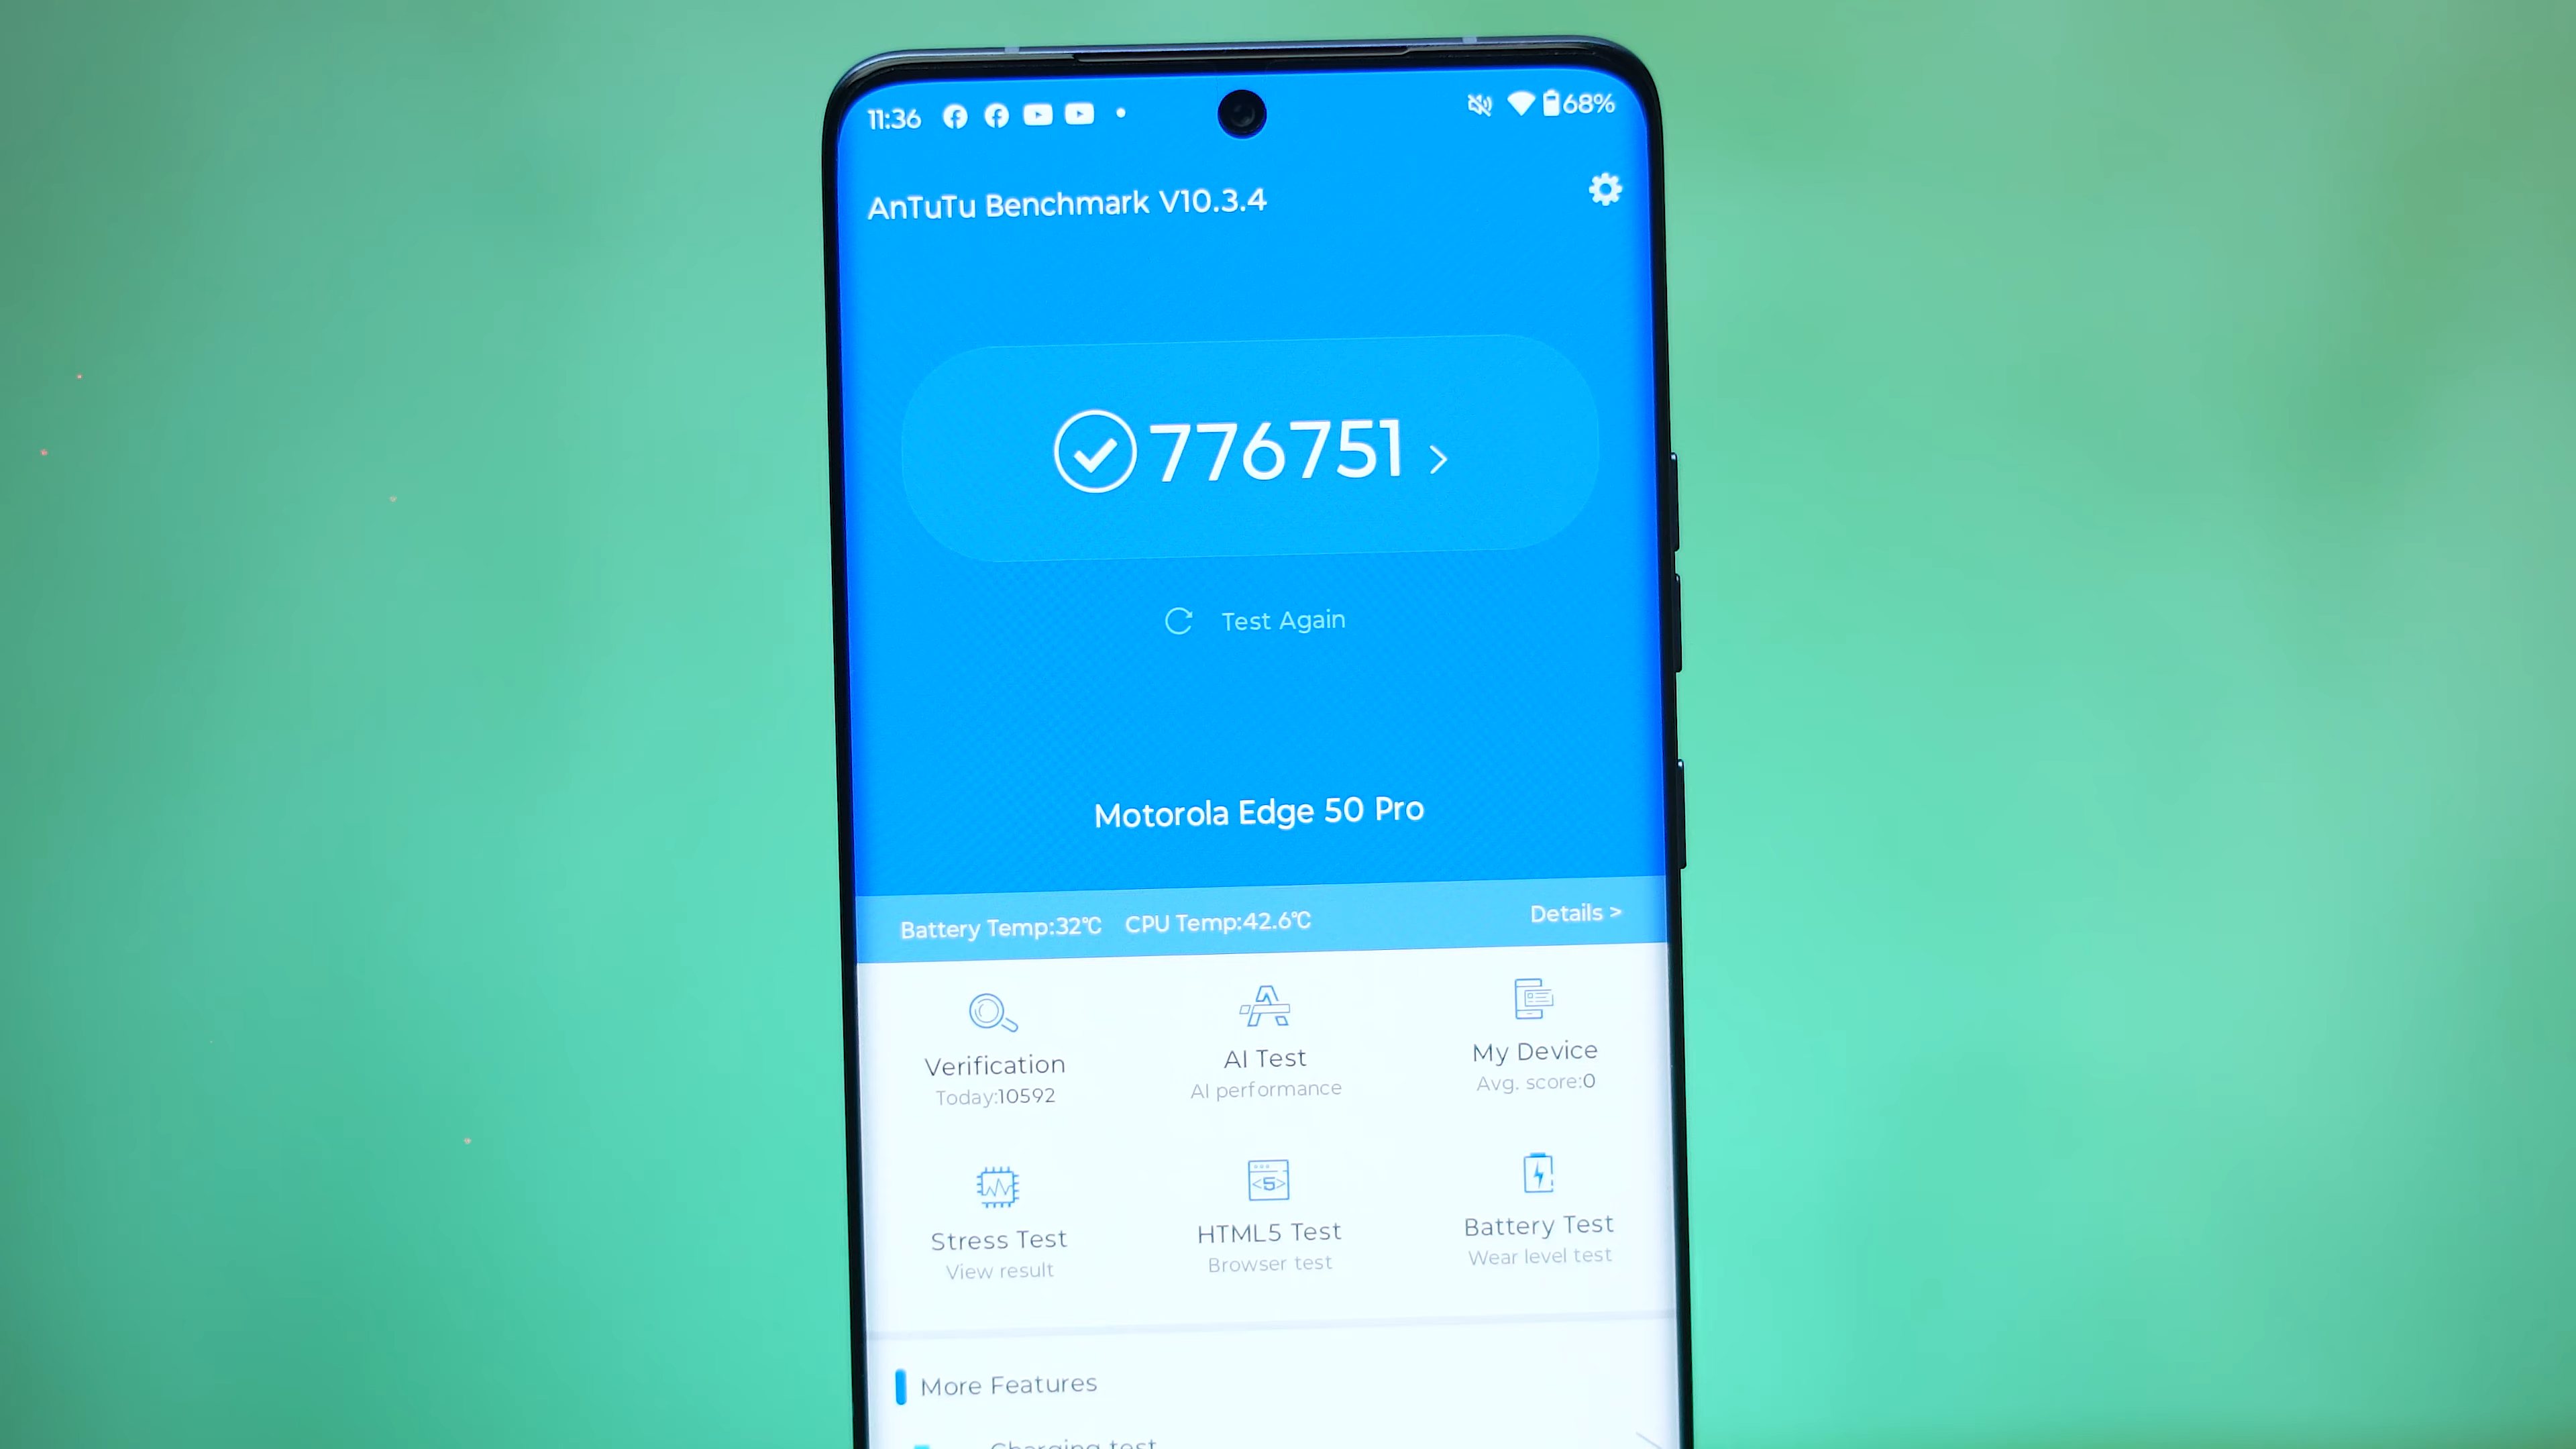 11:36 68%
AnTuTu Benchmark V10.3.4
776751 >
Test Again
Motorola Edge 50 Pro
Battery Temp:32℃ CPU Temp:42.6℃ Details >
Verification AI Test My Device
Today:10592 AI performance Avg. score:0
Stress Test HTML5 Test Battery Test
View result Browser test Wear level test
More Features
Charging test